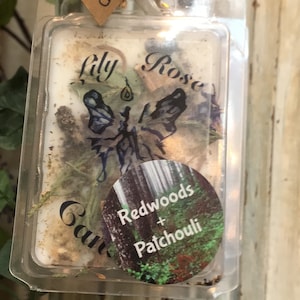 Lily Rose
Redwoods
+
Patchouli